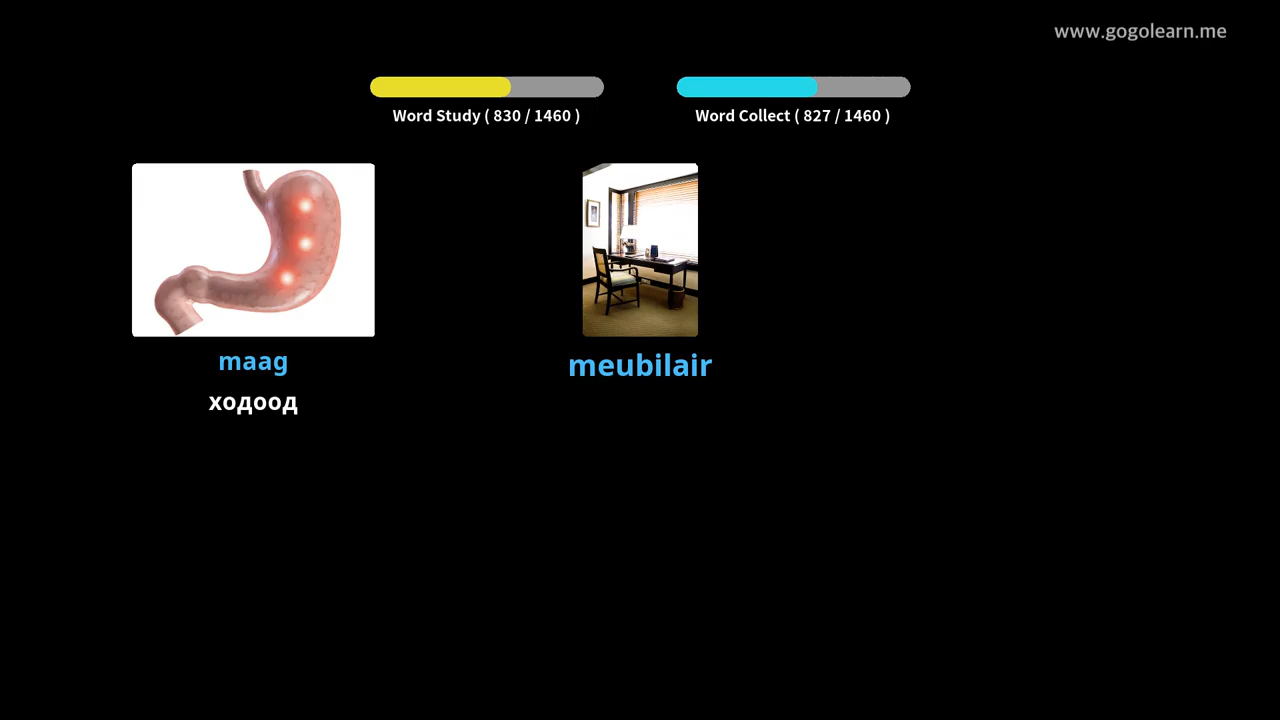 www.gogolearn.me
Word Study ( 830 / 1460 )
Word Collect ( 827 / 1460 )
maag
ходоод
meubilair